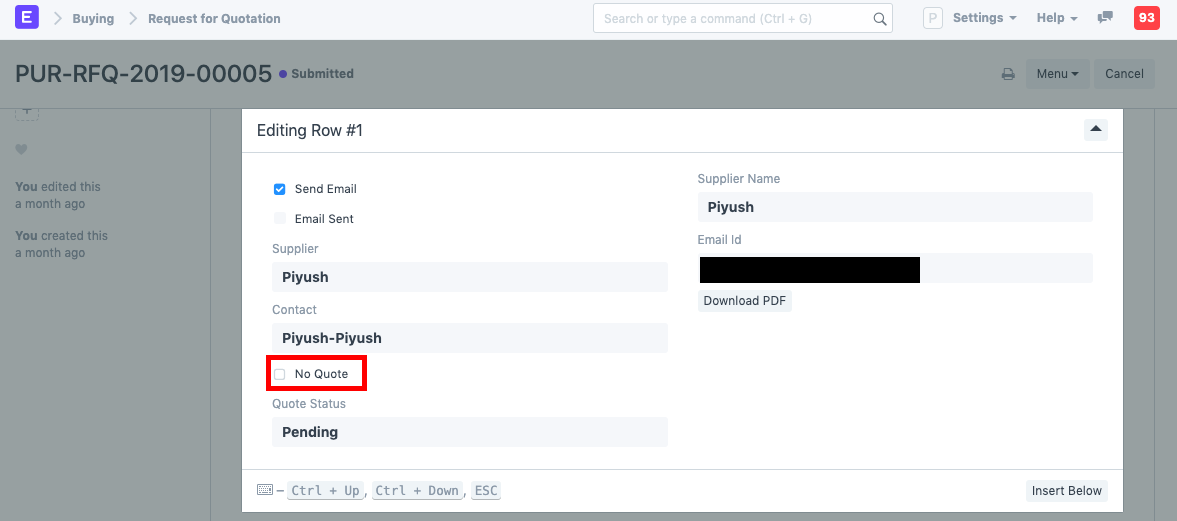 E Buying Request for Quotation Search or type a command (Ctrl + G) P Settings Help 93
PUR-RFQ-2019-00005 Submitted Menu Cancel
You edited this
a month ago
You created this
a month ago
Editing Row #1
Send Email
Email Sent
Supplier
Piyush
Contact
Piyush-Piyush
No Quote
Quote Status
Pending
Supplier Name
Piyush
Email Id
Download PDF
– Ctrl + Up, Ctrl + Down, ESC Insert Below